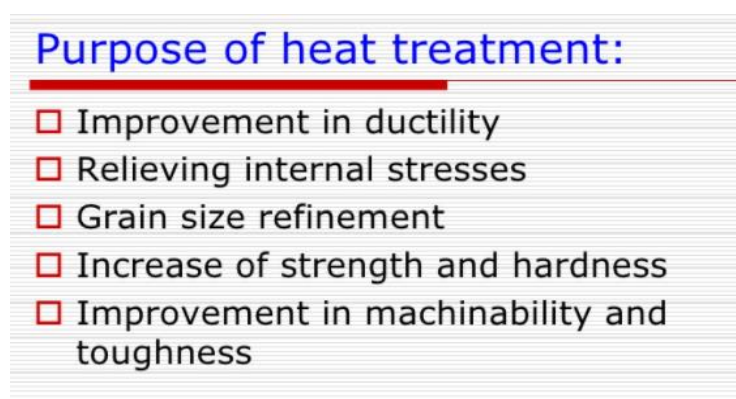 Purpose of heat treatment:
Improvement in ductility
Relieving internal stresses
Grain size refinement
Increase of strength and hardness
Improvement in machinability and
toughness